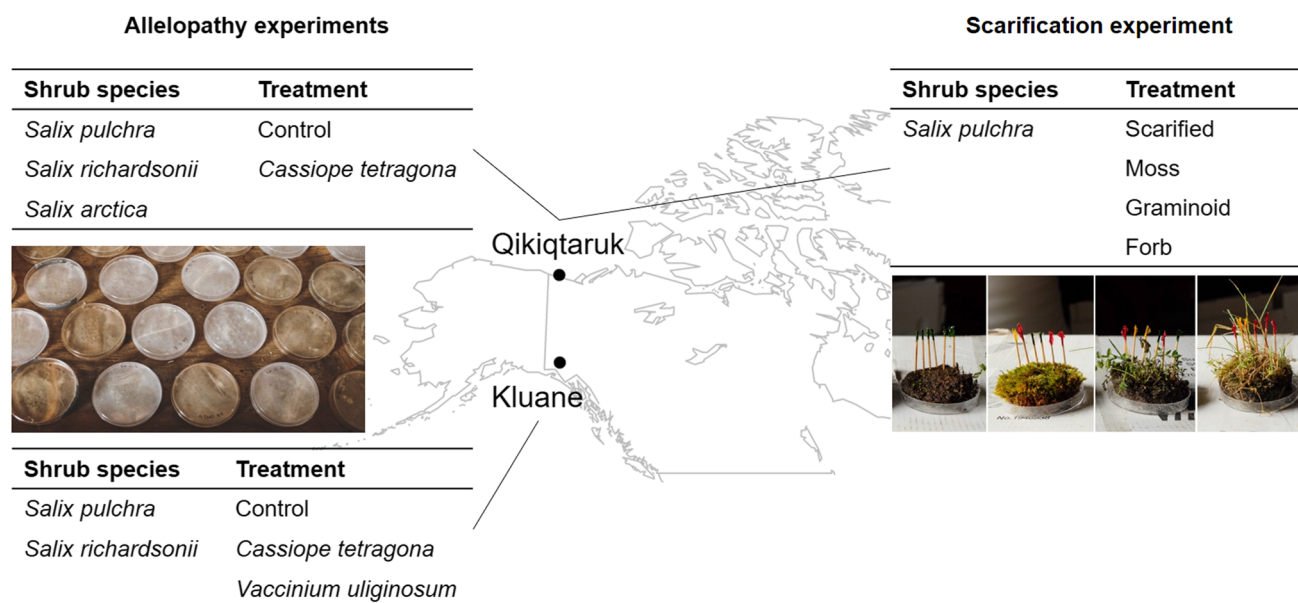 Allelopathy experiments
Shrub species Treatment
Salix pulchra Control
Salix richardsonii Cassiope tetragona
Salix arctica
Shrub species Treatment
Salix pulchra Control
Salix richardsonii Cassiope tetragona
Vaccinium uliginosum
Qikiqtaruk
Kluane
Scarification experiment
Shrub species Treatment
Salix pulchra Scarified
Moss
Graminoid
Forb